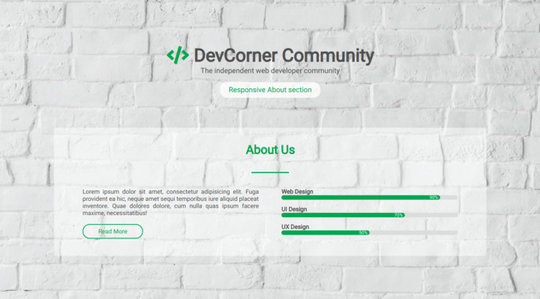 </> DevCorner Community
The independent web developer community
Responsive About section
About Us
Lorem ipsum dolor sit amet, consectetur adipisicing elit. Fuga
provident ea hic, neque amet sequi temporibus iure aliquid placeat
inventore. Quae dolores dolore, cum nulla quas ipsum facere
maxime, necessitatibus!
Read More
Web Design
90%
UI Design
70%
UX Design
50%